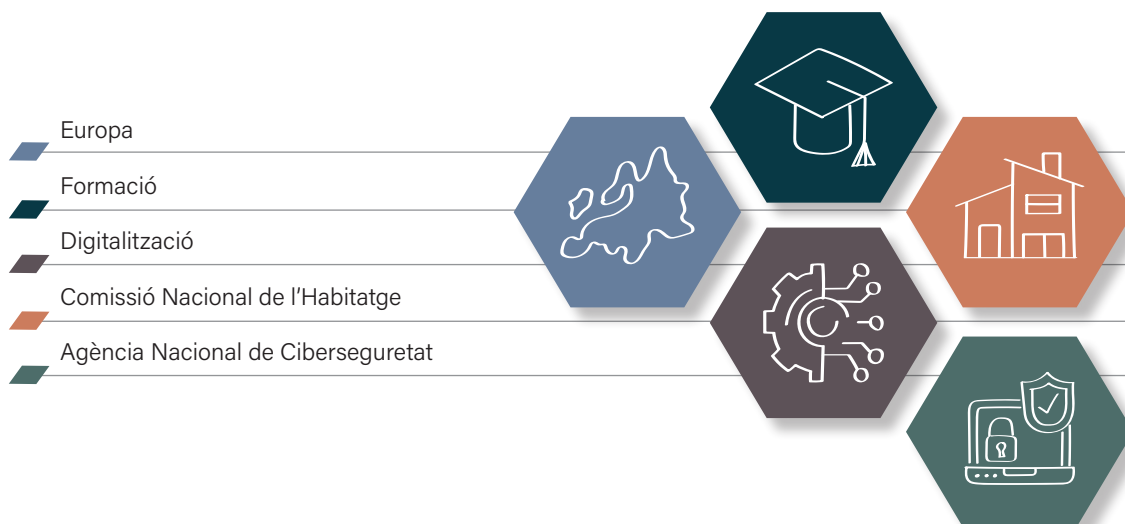 Europa
Formació
Digitalització
Comissió Nacional de l'Habitatge
Agència Nacional de Ciberseguretat